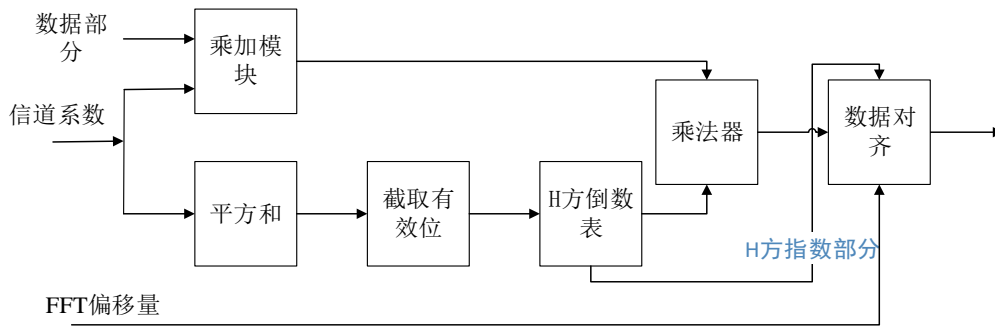 数据部
分
乘加模
块
信道系数
乘法器
数据对
齐
平方和
截取有
效位
H方倒数
表
H方指数部分
FFT偏移量